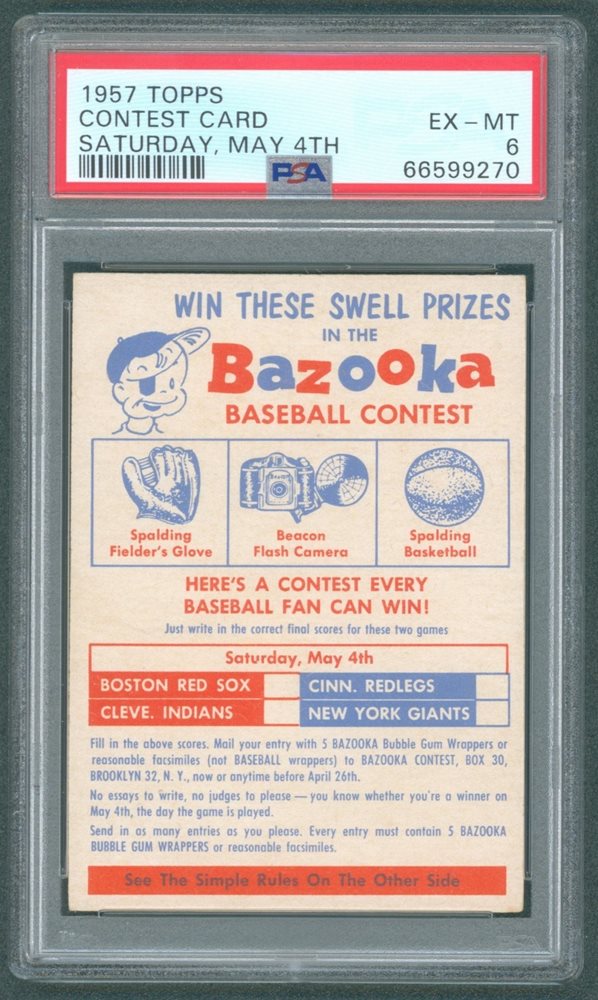 1957 TOPPS
CONTEST CARD EX - MT
SATURDAY, MAY 4TH 6
PSA 66599270
WIN THESE SWELL PRIZES
IN THE
Bazooka
BASEBALL CONTEST
Spalding
Fielder's Glove
Beacon
Flash Camera
Spalding
Basketball
HERE'S A CONTEST EVERY
BASEBALL FAN CAN WIN!
Just write in the correct final scores for these two games
Saturday, May 4th
BOSTON RED SOX CINN. REDLEGS
CLEVE. INDIANS NEW YORK GIANTS
Fill in the above scores. Mail your entry with 5 BAZOOKA Bubble Gum Wrappers or
reasonable facsimiles (not BASEBALL wrappers) to BAZOOKA CONTEST, BOX 30,
BROOKLYN 32, N. Y., now or anytime before April 26th.
No essays to write, no judges to please — you know whether you're a winner on
May 4th, the day the game is played.
Send in as many entries as you please. Every entry must contain 5 BAZOOKA
BUBBLE GUM WRAPPERS or reasonable facsimiles.
See The Simple Rules On The Other Side